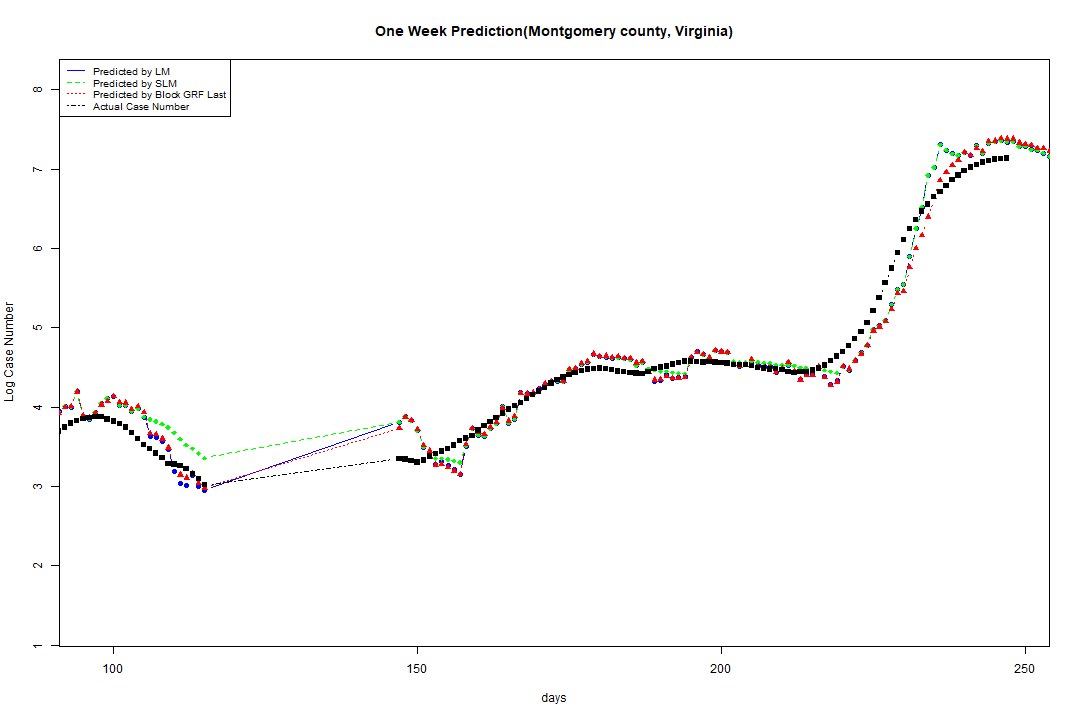 One Week Prediction(Montgomery county, Virginia)
Predicted by LM
Predicted by SLM
Predicted by Block GRF Last
Actual Case Number
8
7
6
5
4
3
2
1
Log Case Number
100 150 200 250
days